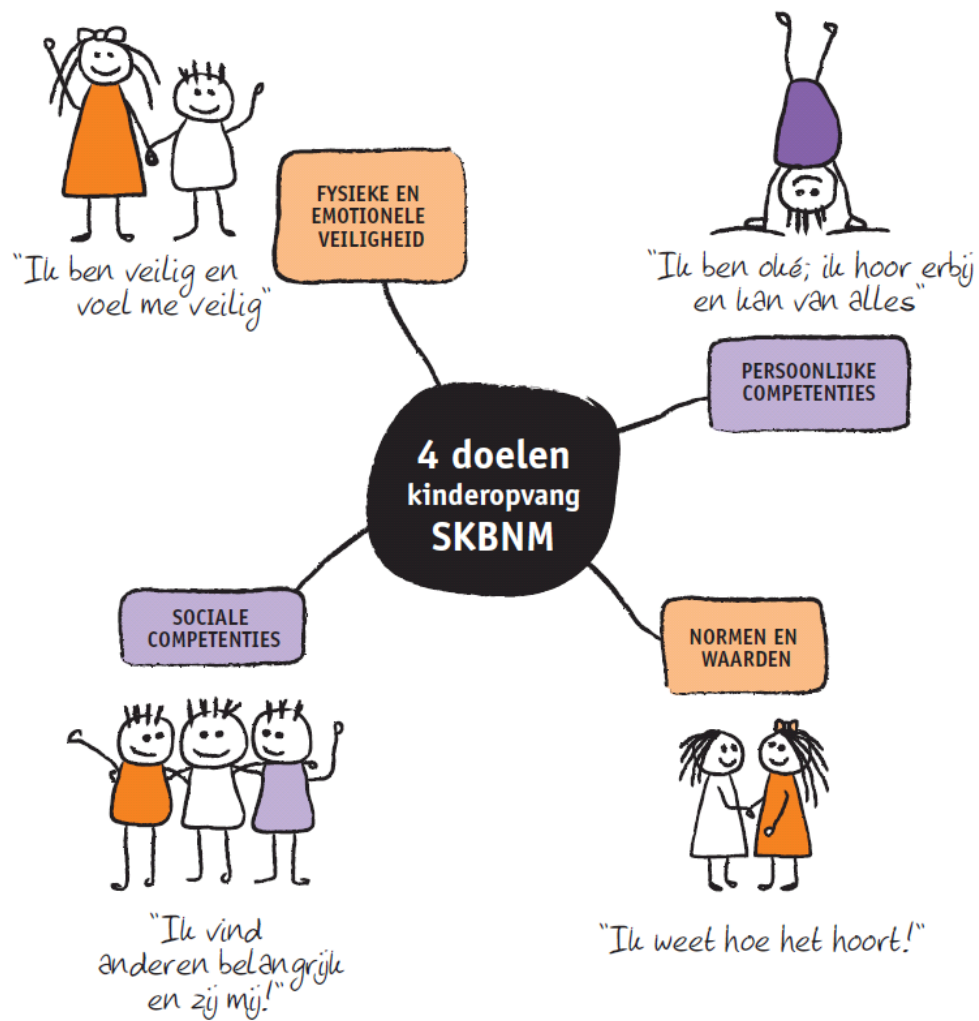 FYSIEKE EN
EMOTIONELE
VEILIGHEID
"Ik ben veilig en
voel me veilig"
"Ik ben oké; ik hoor erbij
en kan van alles"
PERSOONLIJKE
COMPETENTIES
4 doelen
kinderopvang
SKBNM
SOCIALE
COMPETENTIES
NORMEN EN
WAARDEN
"Ik vind
anderen belangrijk
en zij mij!"
"Ik weet hoe het hoort!"